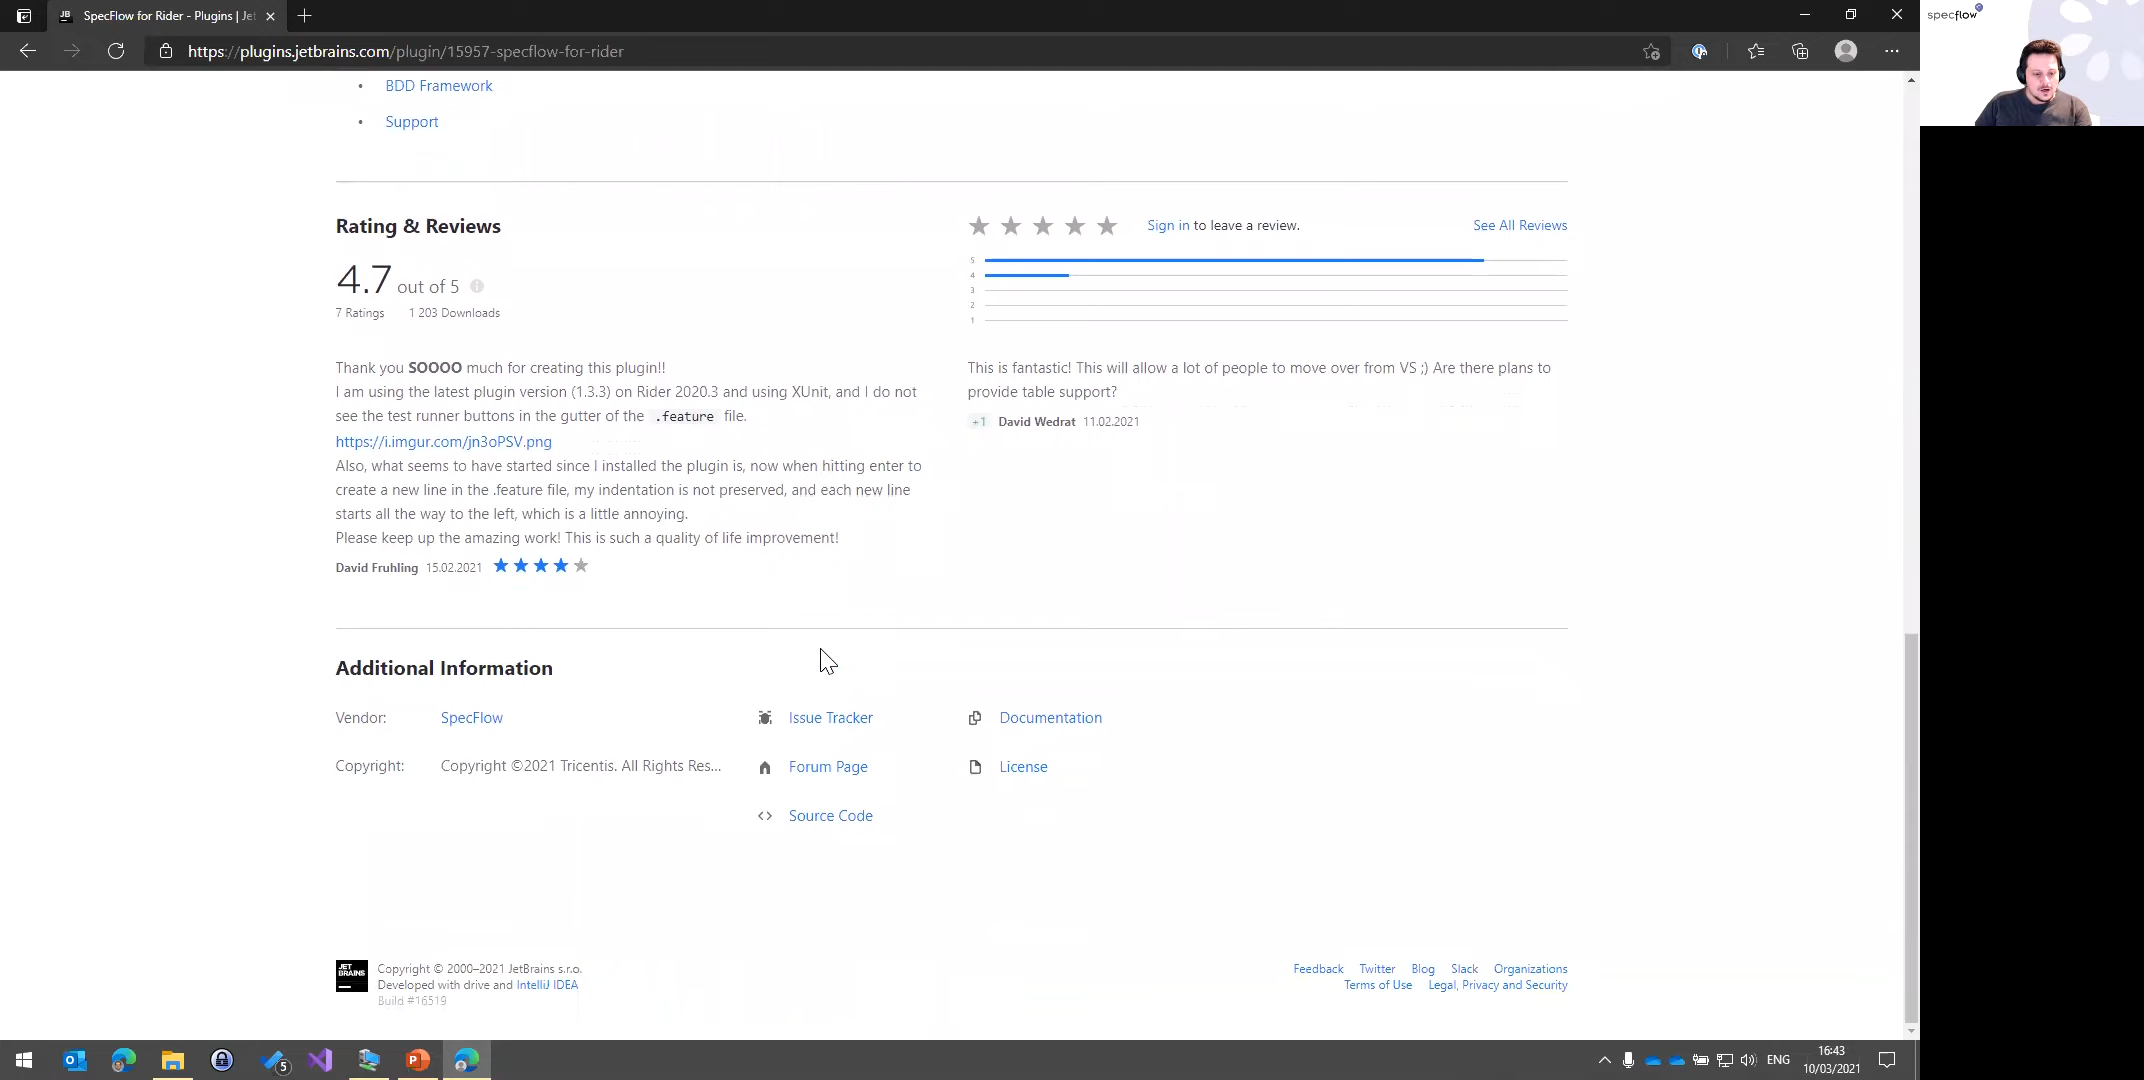 SpecFlow for Rider - Plugins | Jet
https://plugins.jetbrains.com/plugin/15957-specflow-for-rider
specflow
• BDD Framework
• Support
Rating & Reviews
Sign in to leave a review.
See All Reviews
4.7 out of 5
7 Ratings 1 203 Downloads
5
4
3
2
1
Thank you SOOOO much for creating this plugin!!
I am using the latest plugin version (1.3.3) on Rider 2020.3 and using XUnit, and I do not
see the test runner buttons in the gutter of the .feature file.
https://i.imgur.com/jn3oPSV.png
Also, what seems to have started since I installed the plugin is, now when hitting enter to
create a new line in the .feature file, my indentation is not preserved, and each new line
starts all the way to the left, which is a little annoying.
Please keep up the amazing work! This is such a quality of life improvement!
David Fruhling 15.02.2021
This is fantastic! This will allow a lot of people to move over from VS ;) Are there plans to
provide table support?
+1 David Wedrat 11.02.2021
Additional Information
Vendor: SpecFlow
Issue Tracker
Documentation
Copyright: Copyright ©2021 Tricentis. All Rights Res...
Forum Page
License
Source Code
JET
BRAINS
Copyright © 2000–2021 JetBrains s.r.o.
Developed with drive and IntelliJ IDEA
Build #16519
Feedback Twitter Blog Slack Organizations
Terms of Use Legal, Privacy and Security
5
ENG
16:43
10/03/2021